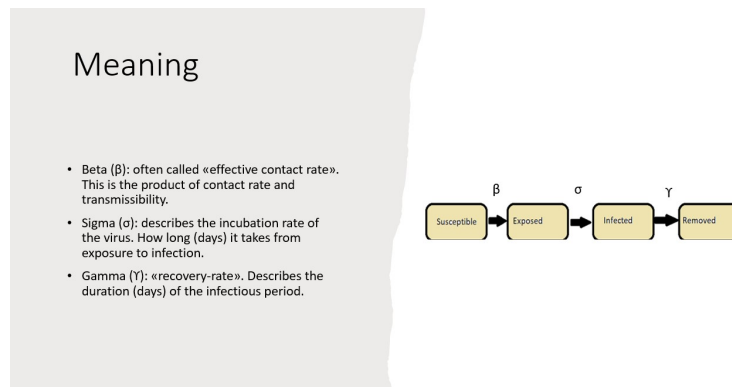 Meaning
• Beta (β): often called «effective contact rate».
This is the product of contact rate and
transmissibility.
• Sigma (σ): describes the incubation rate of
the virus. How long (days) it takes from
exposure to infection.
• Gamma (ϒ): «recovery-rate». Describes the
duration (days) of the infectious period.
β σ ϒ
Susceptible Exposed Infected Removed